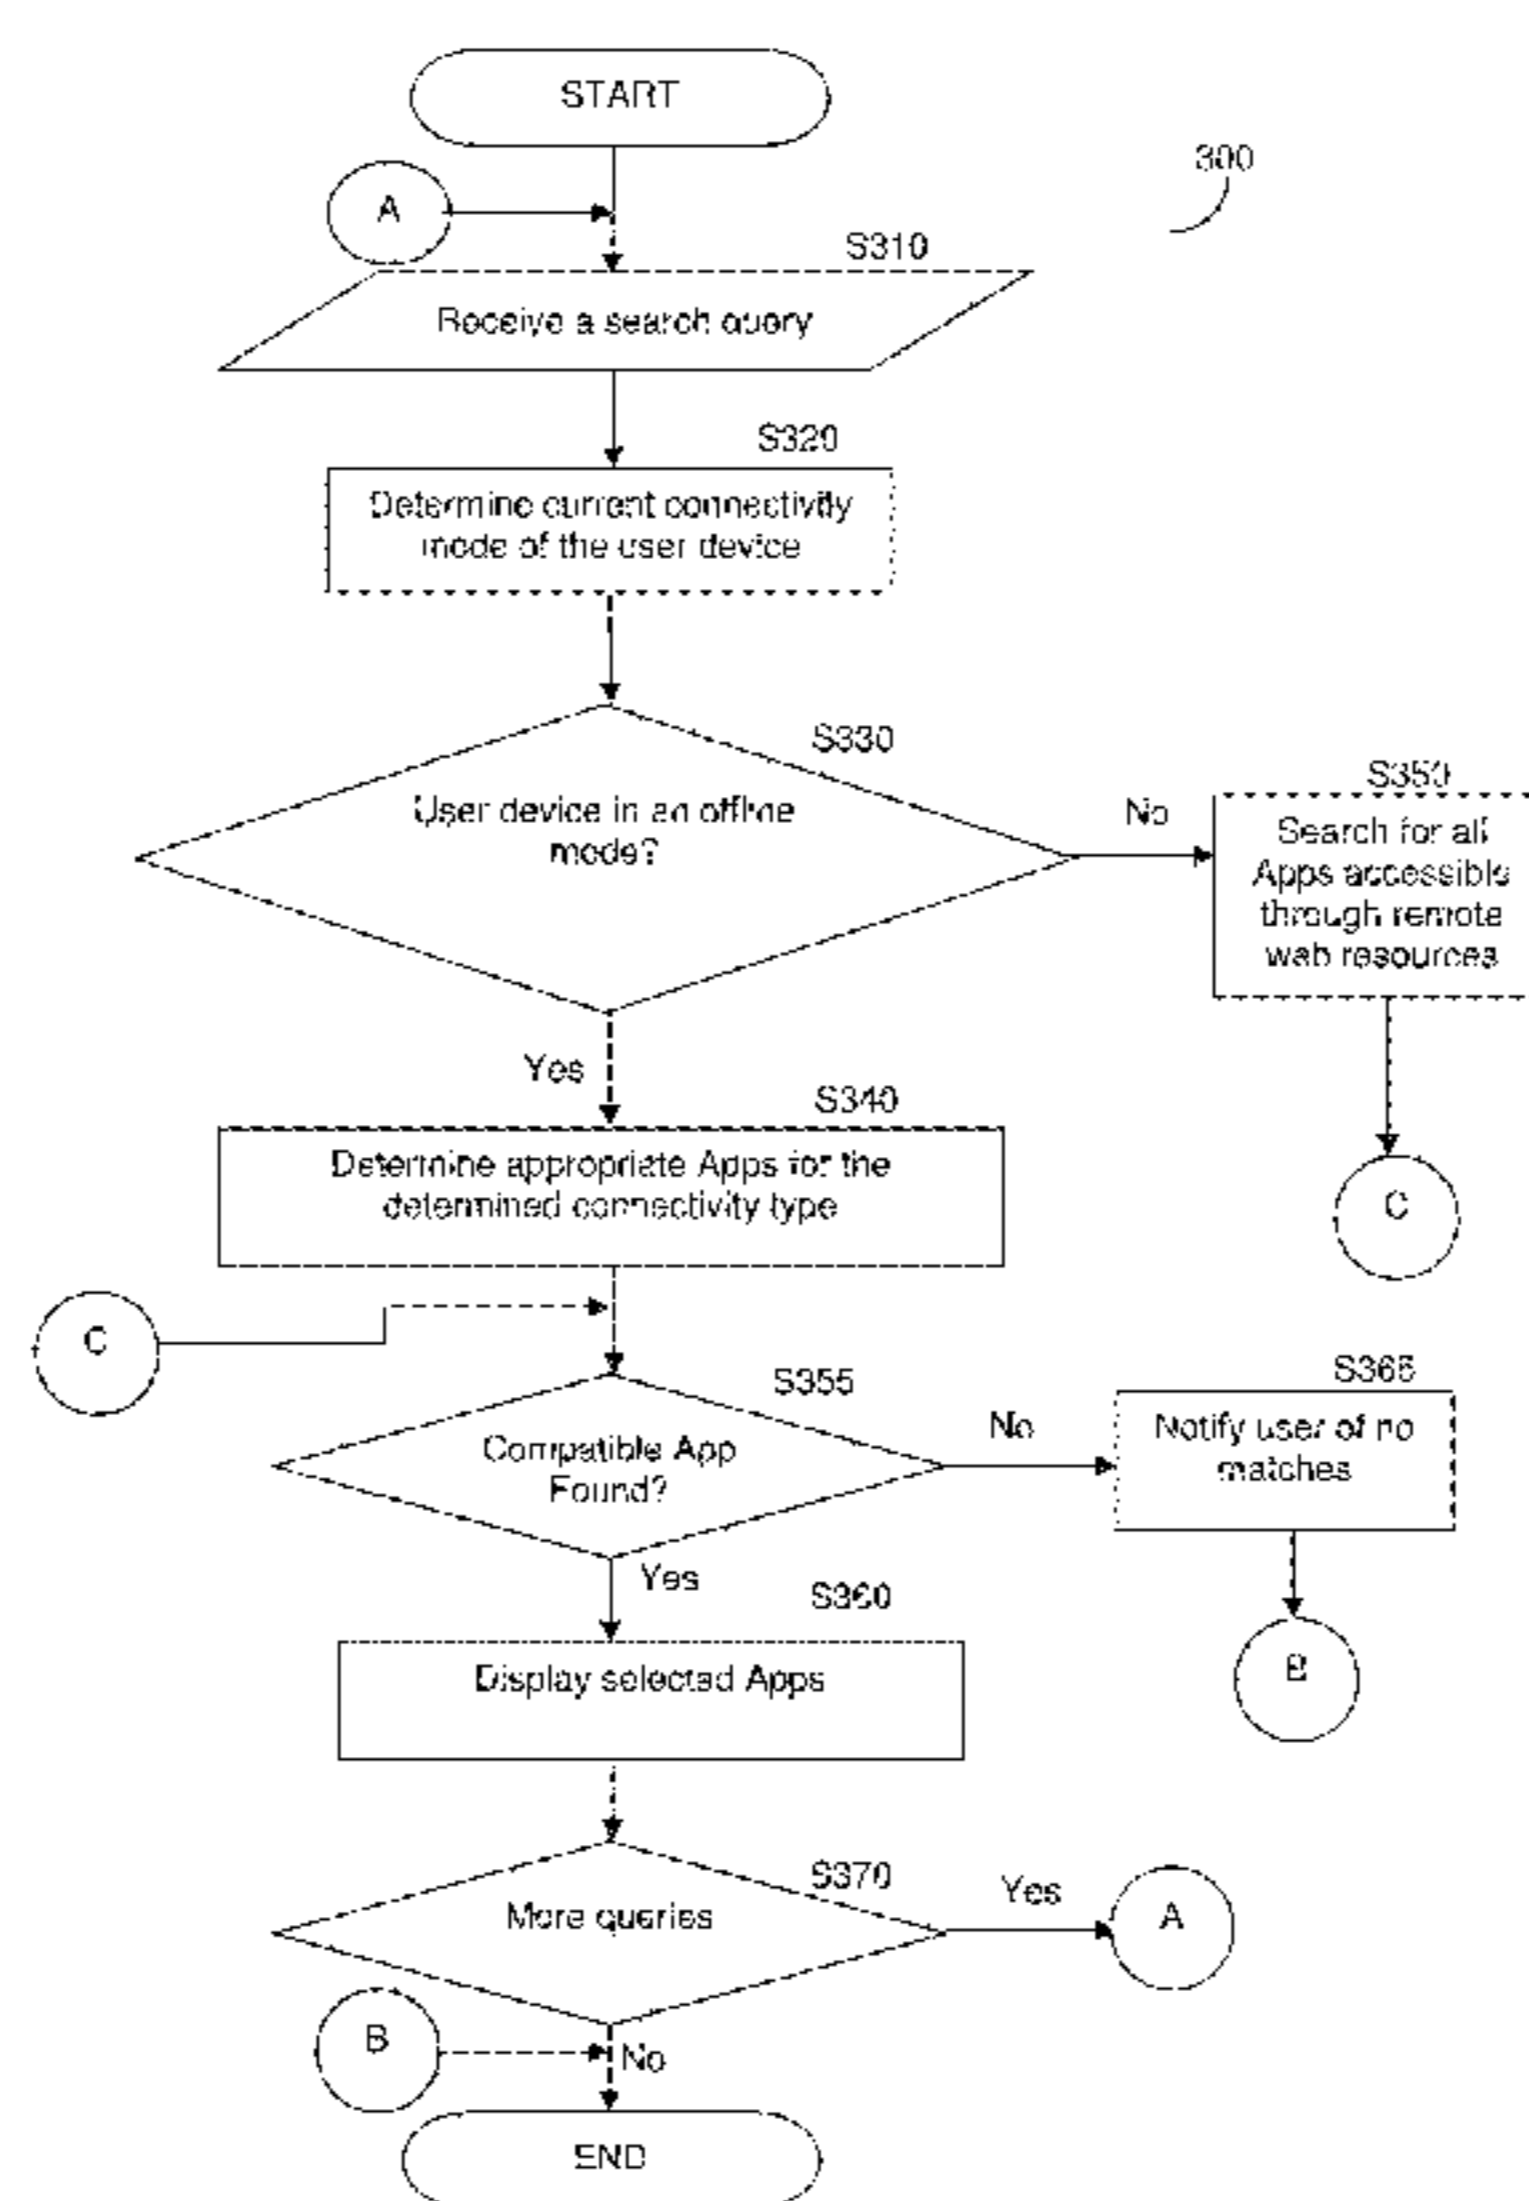 START
A
300
S310
Receive a search query
S320
Determine current connectivity
mode of the user device
S330
User device in an offline
mode?
No
S350
Search for all
Apps accessible
through remote
web resources
Yes
S340
Determine appropriate Apps for the
determined connectivity type
C
C
S355
Compatible App
Found?
No
S365
Notify user of no
matches
Yes
S360
Display selected Apps
B
S370
More queries
Yes
A
B
No
END